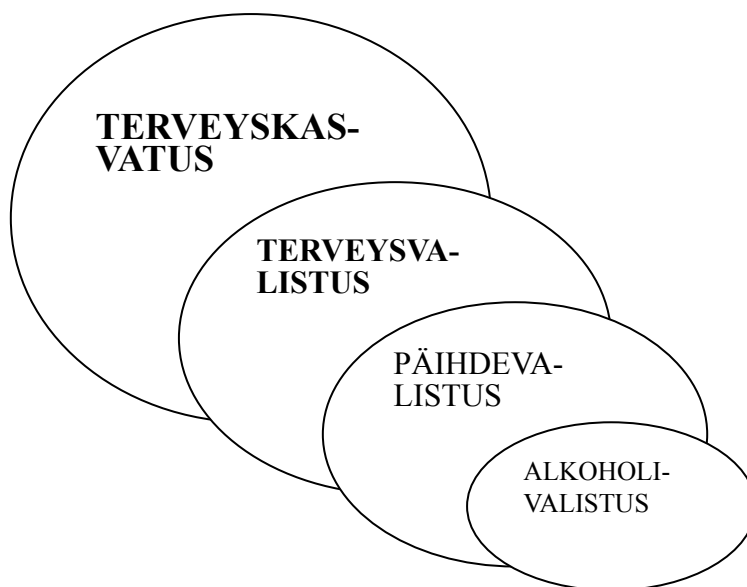 TERVEYSKAS-
VATUS
TERVEYSVA-
LISTUS
PÄIHDEVA-
LISTUS
ALKOHOLI-
VALISTUS